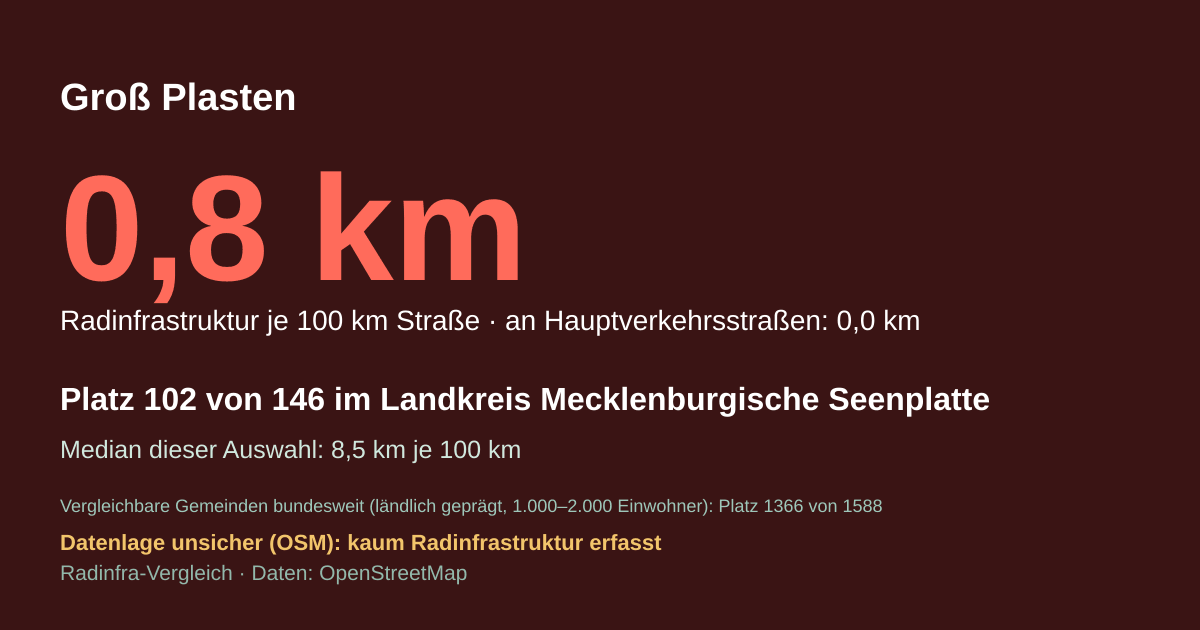 Groß Plasten
0,8 km
Radinfrastruktur je 100 km Straße · an Hauptverkehrsstraßen: 0,0 km
Platz 102 von 146 im Landkreis Mecklenburgische Seenplatte
Median dieser Auswahl: 8,5 km je 100 km
Vergleichbare Gemeinden bundesweit (ländlich geprägt, 1.000–2.000 Einwohner): Platz 1366 von 1588
Datenlage unsicher (OSM): kaum Radinfrastruktur erfasst
Radinfra-Vergleich · Daten: OpenStreetMap